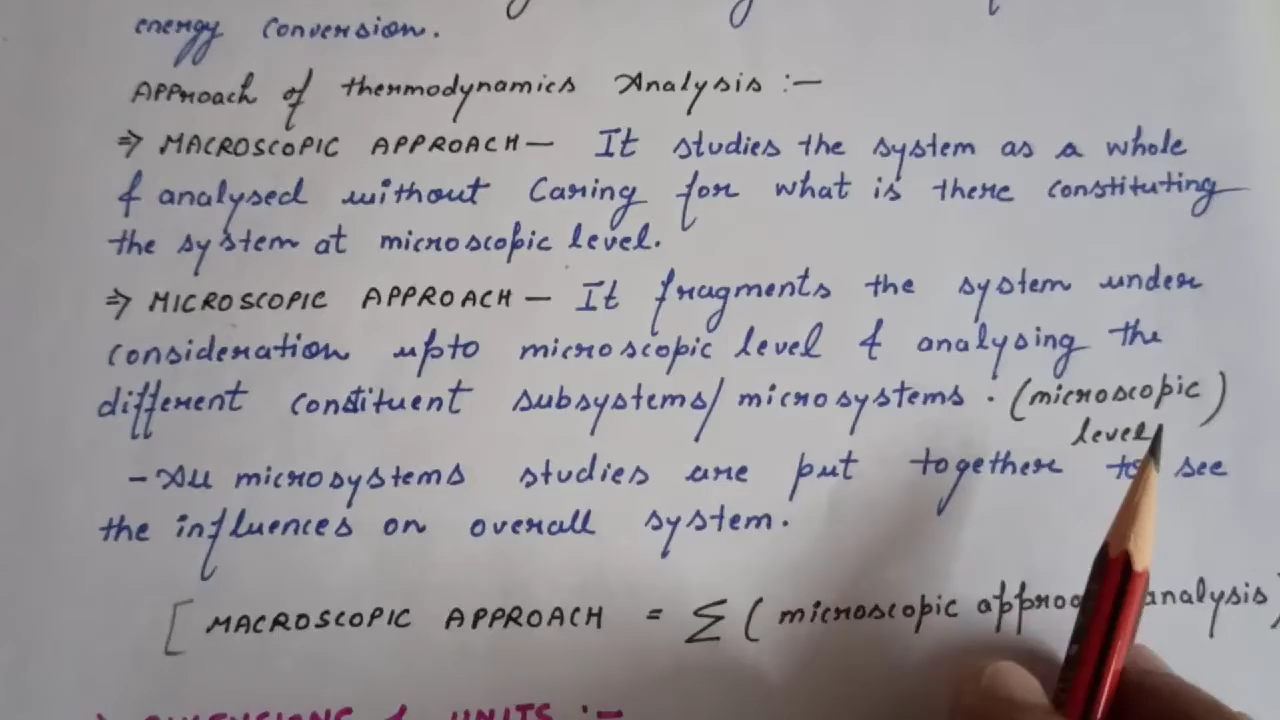 energy conversion.
Approach of thermodynamics Analysis :-
⇒ MACROSCOPIC APPROACH - It studies the system as a whole
& analysed without Caring for what is there constituting
the system at microscopic level.
⇒ MICROSCOPIC APPROACH - It fragments the system under
consideration upto microscopic level & analysing the
different constituent subsystems/microsystems. (microscopic
level)
- All microsystems studies are put together to see
the influences on overall system.
[ MACROSCOPIC APPROACH = Σ ( microscopic approach analysis)
⇒ DIMENSIONS & UNITS :-